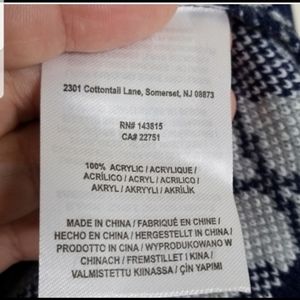 2301 Cottontail Lane, Somerset, NJ 08873
RN# 143815
CA# 22751
100% ACRYLIC / ACRYLIQUE /
ACRÍLICO / ACRYL / ACRILICO /
AKRYL / AKRYYLI / AKRİLİK
MADE IN CHINA / FABRIQUÉ EN CHINE /
HECHO EN CHINA / HERGESTELLT IN CHINA /
PRODOTTO IN CINA / WYPRODUKOWANO W
CHINACH / FREMSTILLET I KINA /
VALMISTETTU KIINASSA / ÇİN YAPIMI